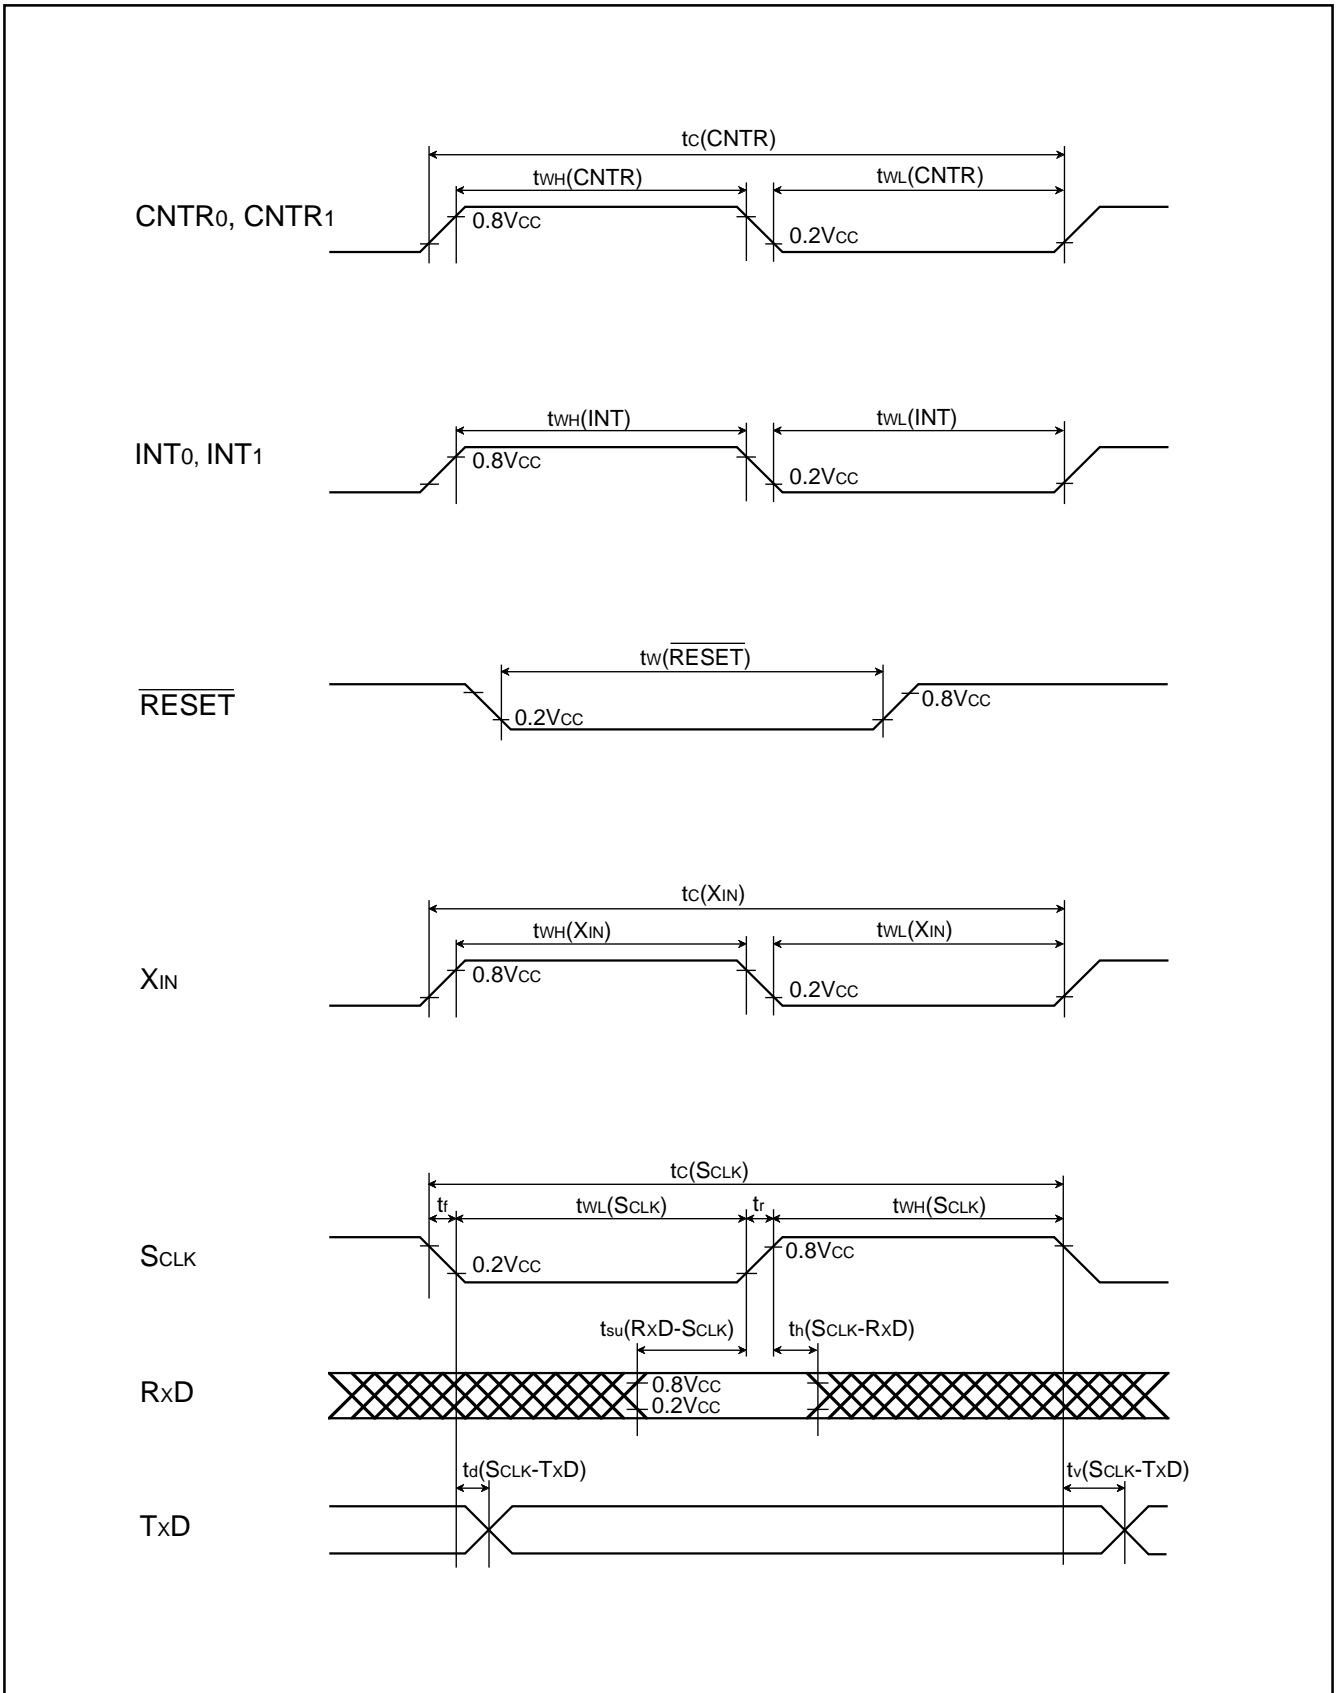 tC(CNTR)
tWH(CNTR) tWL(CNTR)
CNTR0, CNTR1 0.8VCC 0.2VCC
tWH(INT) tWL(INT)
INT0, INT1 0.8VCC 0.2VCC
tW(RESET)
RESET 0.2VCC 0.8VCC
tC(XIN)
tWH(XIN) tWL(XIN)
XIN 0.8VCC 0.2VCC
tC(SCLK)
tf tWL(SCLK) tr tWH(SCLK)
SCLK 0.2VCC 0.8VCC
tsu(RXD-SCLK) th(SCLK-RXD)
RXD 0.8VCC
0.2VCC
td(SCLK-TXD) tv(SCLK-TXD)
TXD